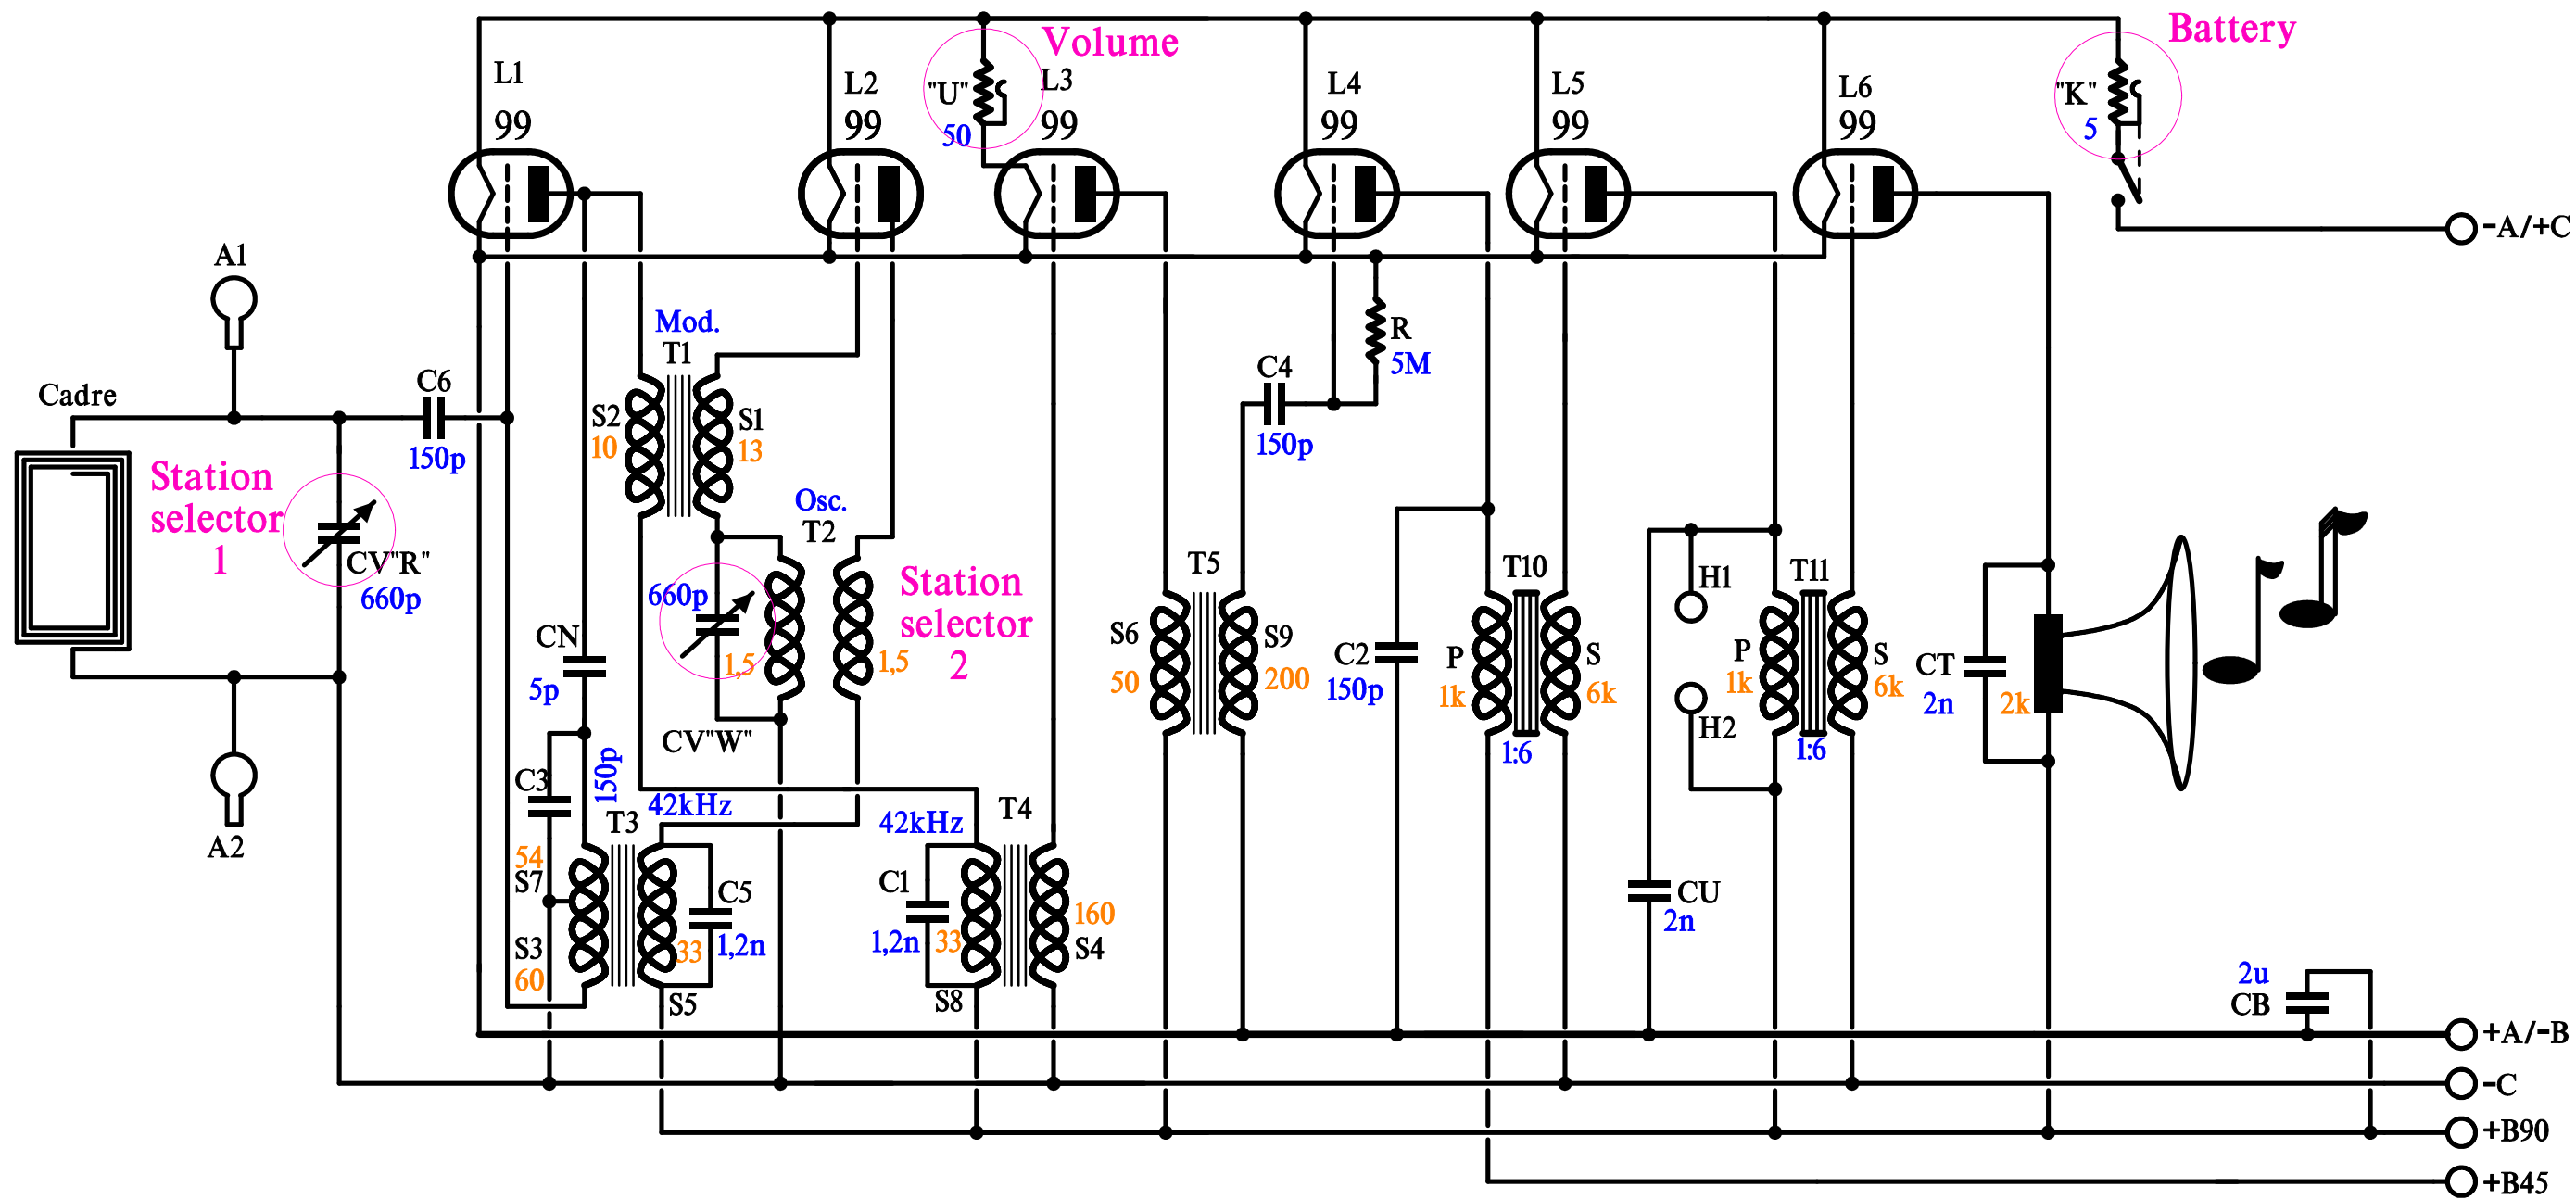 Volume
Battery
L1
99
L2
99
"U"
50
L3
99
L4
99
L5
99
L6
99
"K"
5
-A/+C
A1
Mod.
T1
R
5M
Cadre
C6
150p
S2
10
S1
13
C4
150p
Station
selector
1
CV"R"
660p
Osc.
T2
660p
1,5
1,5
Station
selector
2
CV"W"
CN
5p
T5
S6
50
S9
200
T10
C2
150p
P
1k
S
6k
1:6
H1
H2
T11
P
1k
S
6k
1:6
CT
2n
2k
A2
C3
150p
T3
42kHz
42kHz
T4
54
S7
S3
60
C5
33
1,2n
S5
C1
1,2n
33
S8
160
S4
CU
2n
2u
CB
+A/-B
-C
+B90
+B45